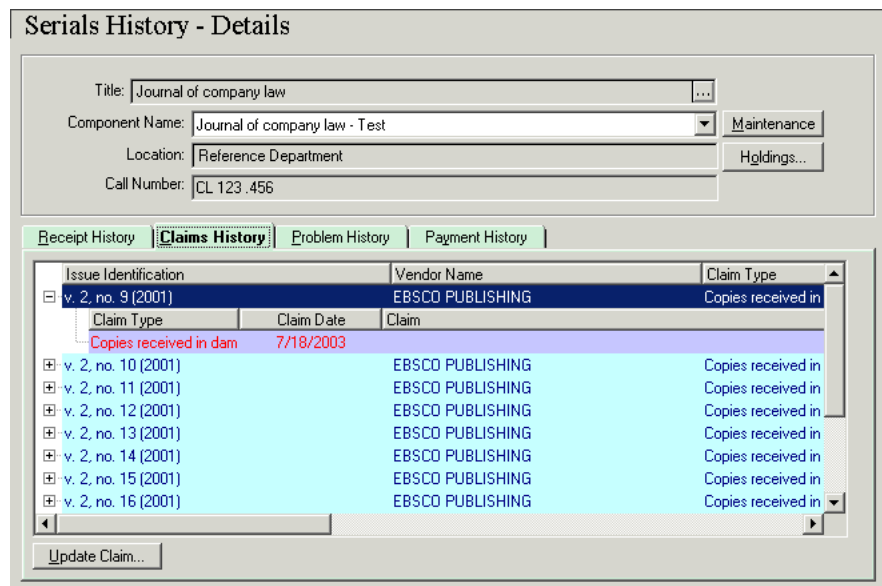 Serials History - Details
Title: Journal of company law ...
Component Name: Journal of company law - Test Maintenance
Location: Reference Department Holdings...
Call Number: CL 123 .456
Receipt History Claims History Problem History Payment History
Issue Identification Vendor Name Claim Type
v. 2, no. 9 (2001) EBSCO PUBLISHING Copies received in
Claim Type Claim Date Claim
Copies received in dam 7/18/2003
v. 2, no. 10 (2001) EBSCO PUBLISHING Copies received in
v. 2, no. 11 (2001) EBSCO PUBLISHING Copies received in
v. 2, no. 12 (2001) EBSCO PUBLISHING Copies received in
v. 2, no. 13 (2001) EBSCO PUBLISHING Copies received in
v. 2, no. 14 (2001) EBSCO PUBLISHING Copies received in
v. 2, no. 15 (2001) EBSCO PUBLISHING Copies received in
v. 2, no. 16 (2001) EBSCO PUBLISHING Copies received in
Update Claim...